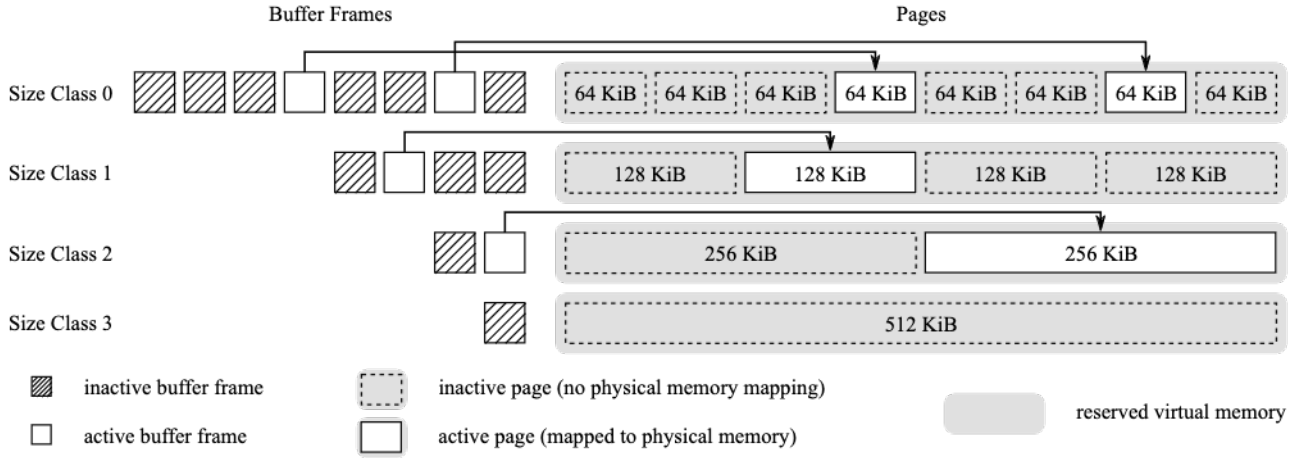 Buffer Frames Pages
Size Class 0 64 KiB 64 KiB 64 KiB 64 KiB 64 KiB 64 KiB 64 KiB 64 KiB
Size Class 1 128 KiB 128 KiB 128 KiB 128 KiB
Size Class 2 256 KiB 256 KiB
Size Class 3 512 KiB
inactive buffer frame inactive page (no physical memory mapping) reserved virtual memory
active buffer frame active page (mapped to physical memory)